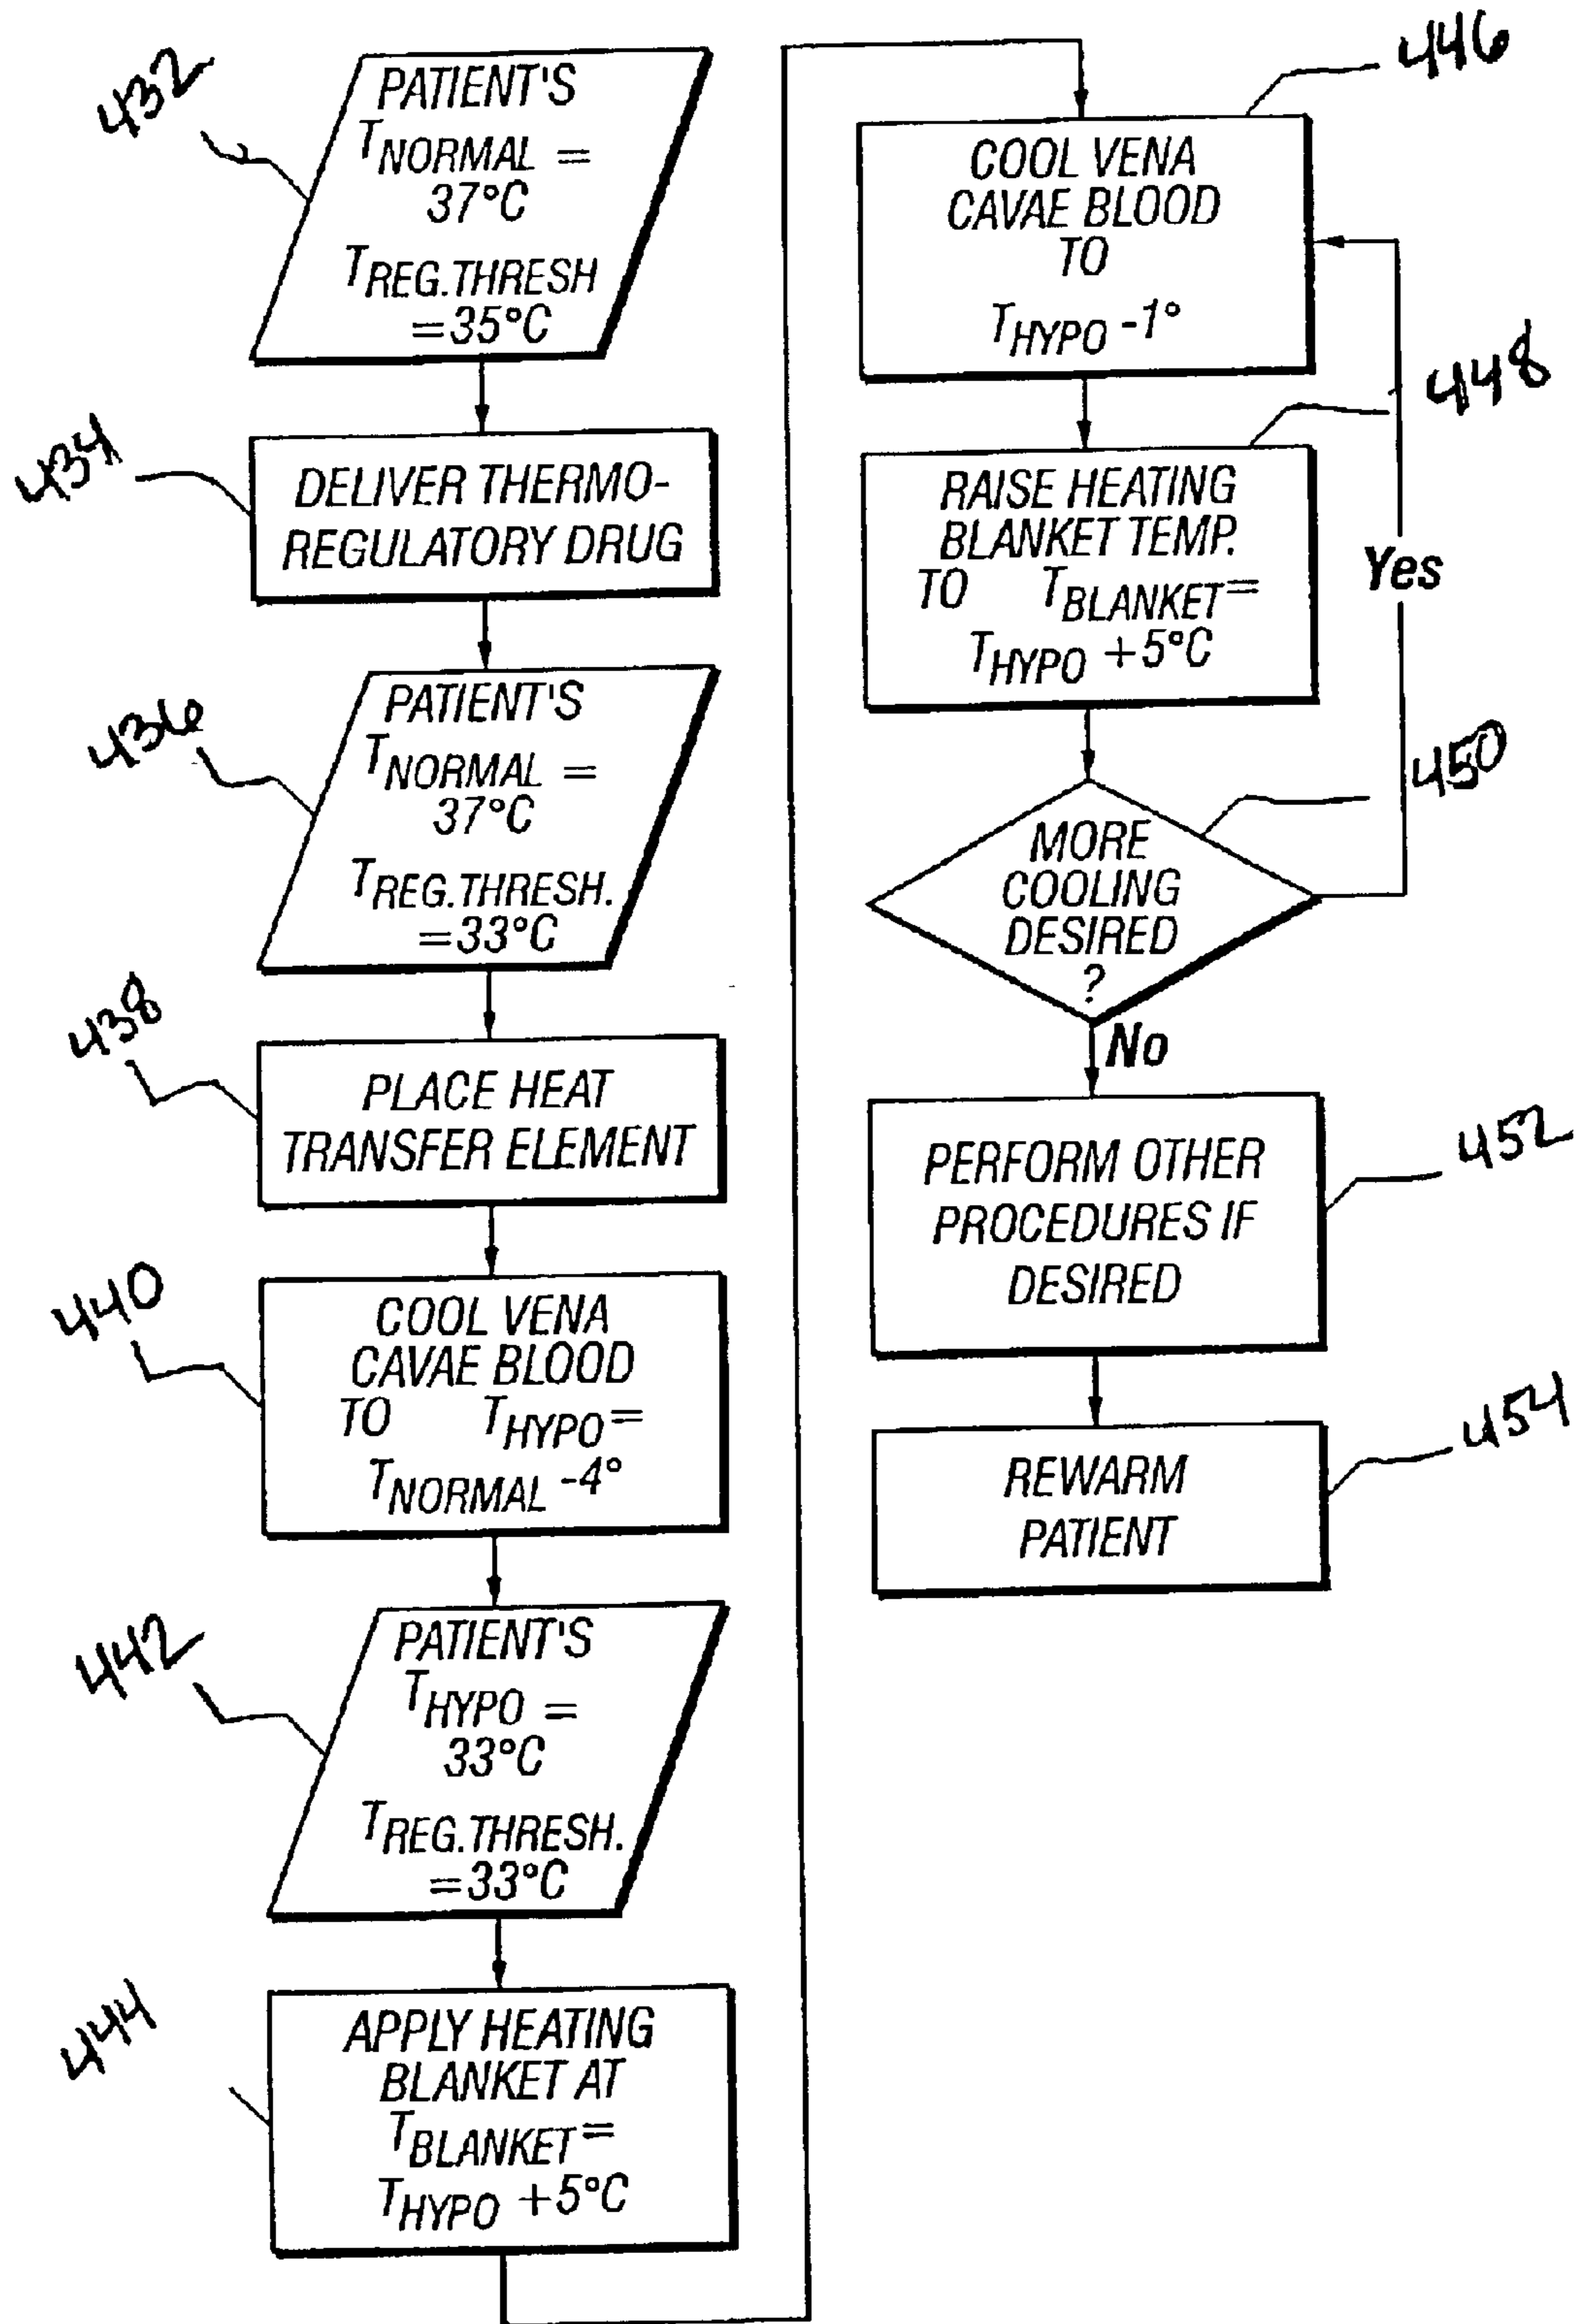 432
PATIENT'S
TNORMAL =
37°C
TREG.THRESH
=35°C
434
DELIVER THERMO-
REGULATORY DRUG
436
PATIENT'S
TNORMAL =
37°C
TREG.THRESH.
=33°C
438
PLACE HEAT
TRANSFER ELEMENT
440
COOL VENA
CAVAE BLOOD
TO THYPO=
TNORMAL -4°
442
PATIENT'S
THYPO =
33°C
TREG.THRESH.
=33°C
444
APPLY HEATING
BLANKET AT
TBLANKET=
THYPO +5°C
446
COOL VENA
CAVAE BLOOD
TO
THYPO -1°
448
RAISE HEATING
BLANKET TEMP.
TO TBLANKET=
THYPO +5°C
Yes
450
MORE
COOLING
DESIRED
?
No
452
PERFORM OTHER
PROCEDURES IF
DESIRED
454
REWARM
PATIENT